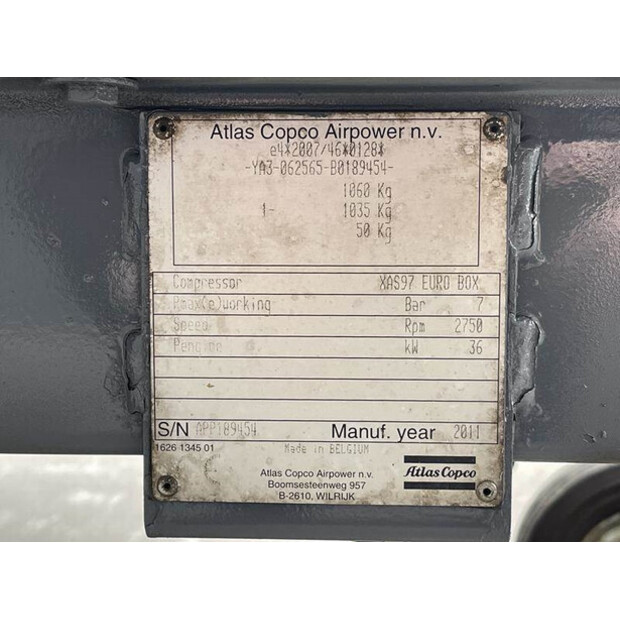 Atlas Copco Airpower n.v.
e4*2007/46*0128*
-YA3-062565-B0189454-
1060 Kg
1- 1035 Kg
50 Kg
Compressor XAS97 EURO BOX
Pmax(e)working Bar 7
Speed Rpm 2750
Pengine kW 36
S/N APP189454 Manuf. year 2011
1626 1345 01 Made in BELGIUM
Atlas Copco Airpower n.v.
Boomsesteenweg 957
B-2610, WILRIJK
Atlas Copco